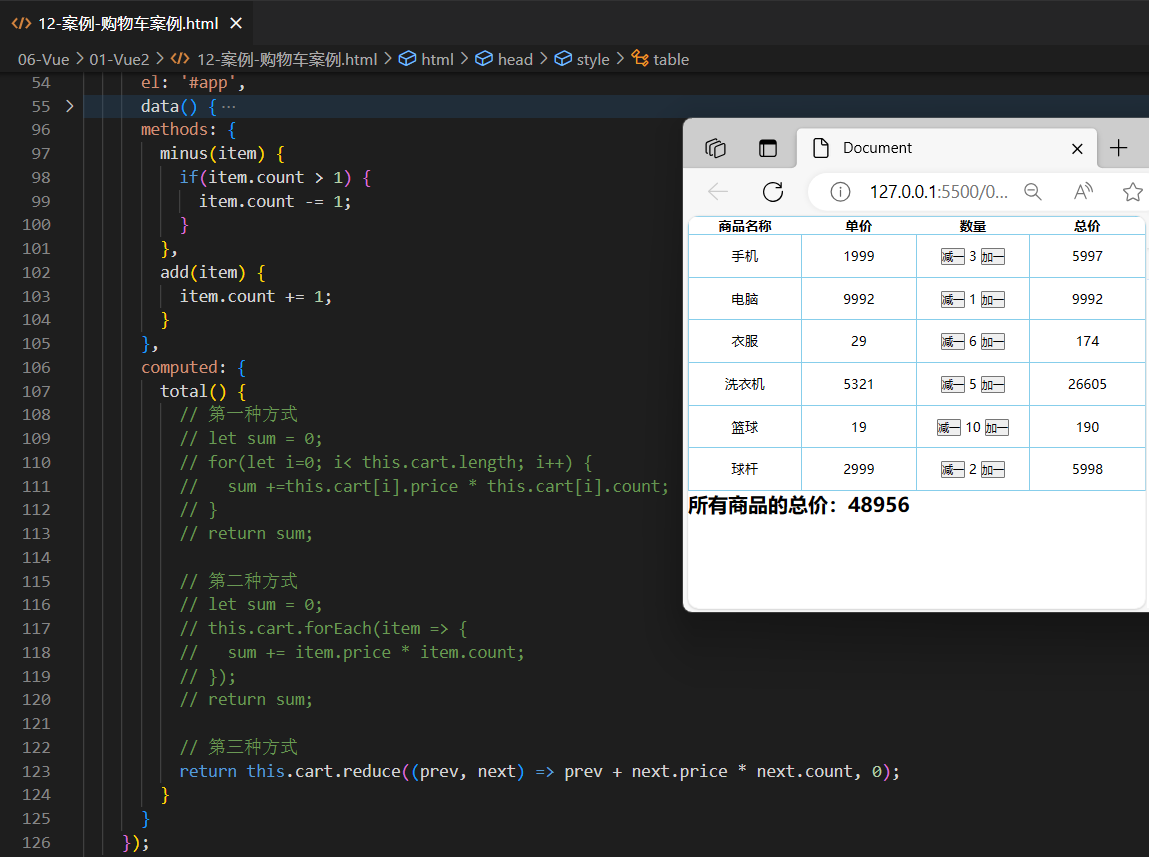 12-案例-购物车案例.html
06-Vue > 01-Vue2 > 12-案例-购物车案例.html > html > head > style > table
54 el: '#app',
55 data() { ···
96 methods: {
97 minus(item) {
98 if(item.count > 1) {
99 item.count -= 1;
100 }
101 },
102 add(item) {
103 item.count += 1;
104 }
105 },
106 computed: {
107 total() {
108 // 第一种方式
109 // let sum = 0;
110 // for(let i=0; i< this.cart.length; i++) {
111 //   sum +=this.cart[i].price * this.cart[i].count;
112 // }
113 // return sum;
114
115 // 第二种方式
116 // let sum = 0;
117 // this.cart.forEach(item => {
118 //   sum += item.price * item.count;
119 // });
120 // return sum;
121
122 // 第三种方式
123 return this.cart.reduce((prev, next) => prev + next.price * next.count, 0);
124 }
125 }
126 });
Document
127.0.0.1:5500/0...
商品名称 单价 数量 总价
手机 1999 减一 3 加一 5997
电脑 9992 减一 1 加一 9992
衣服 29 减一 6 加一 174
洗衣机 5321 减一 5 加一 26605
篮球 19 减一 10 加一 190
球杆 2999 减一 2 加一 5998
所有商品的总价：48956